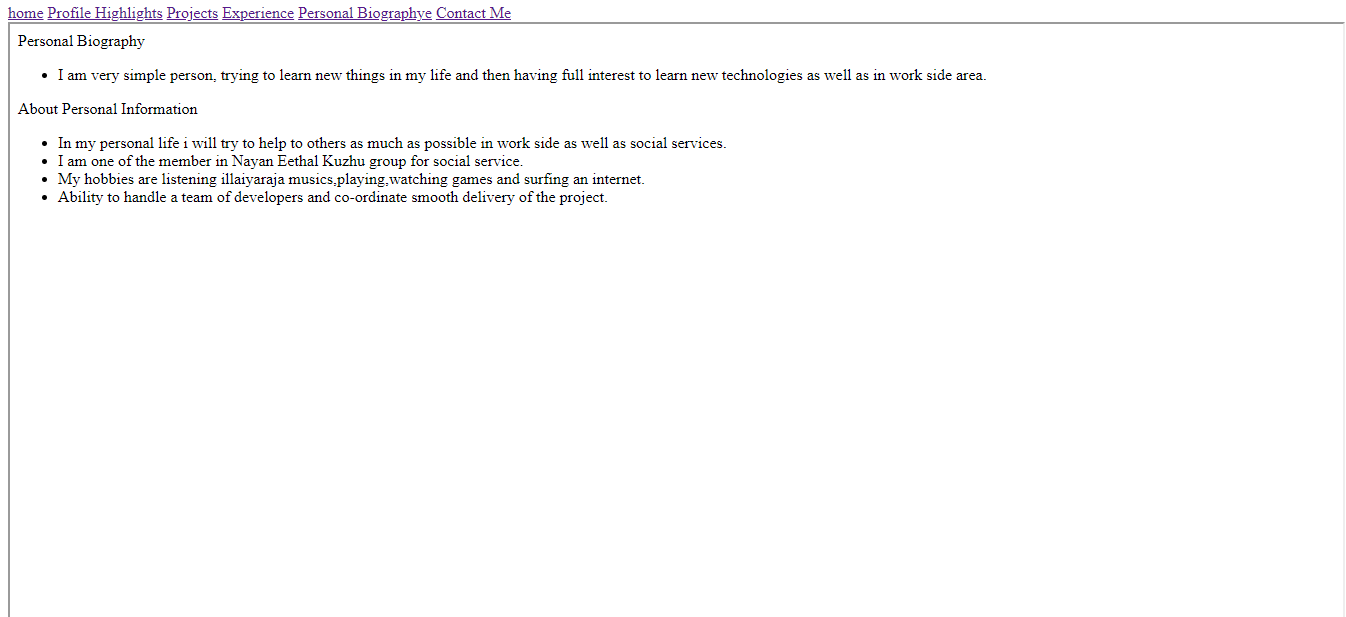 home Profile Highlights Projects Experience Personal Biographye Contact Me
Personal Biography
I am very simple person, trying to learn new things in my life and then having full interest to learn new technologies as well as in work side area.
About Personal Information
In my personal life i will try to help to others as much as possible in work side as well as social services.
I am one of the member in Nayan Eethal Kuzhu group for social service.
My hobbies are listening illaiyaraja musics,playing,watching games and surfing an internet.
Ability to handle a team of developers and co-ordinate smooth delivery of the project.